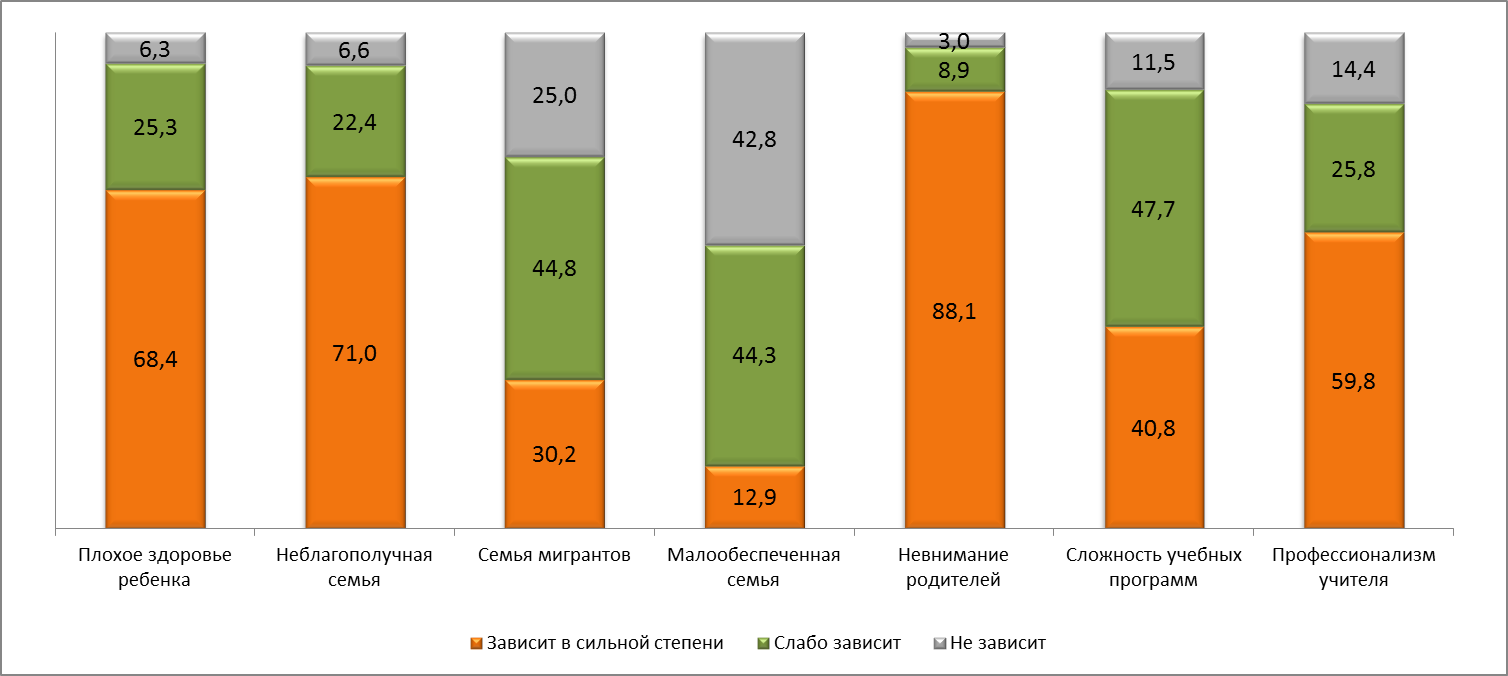 6,3
25,3
68,4
6,6
22,4
71,0
25,0
44,8
30,2
42,8
44,3
12,9
3,0
8,9
88,1
11,5
47,7
40,8
14,4
25,8
59,8
Плохое здоровье
ребенка
Неблагополучная
семья
Семья мигрантов
Малообеспеченная
семья
Невнимание
родителей
Сложность учебных
программ
Профессионализм
учителя
Зависит в сильной степени
Слабо зависит
Не зависит